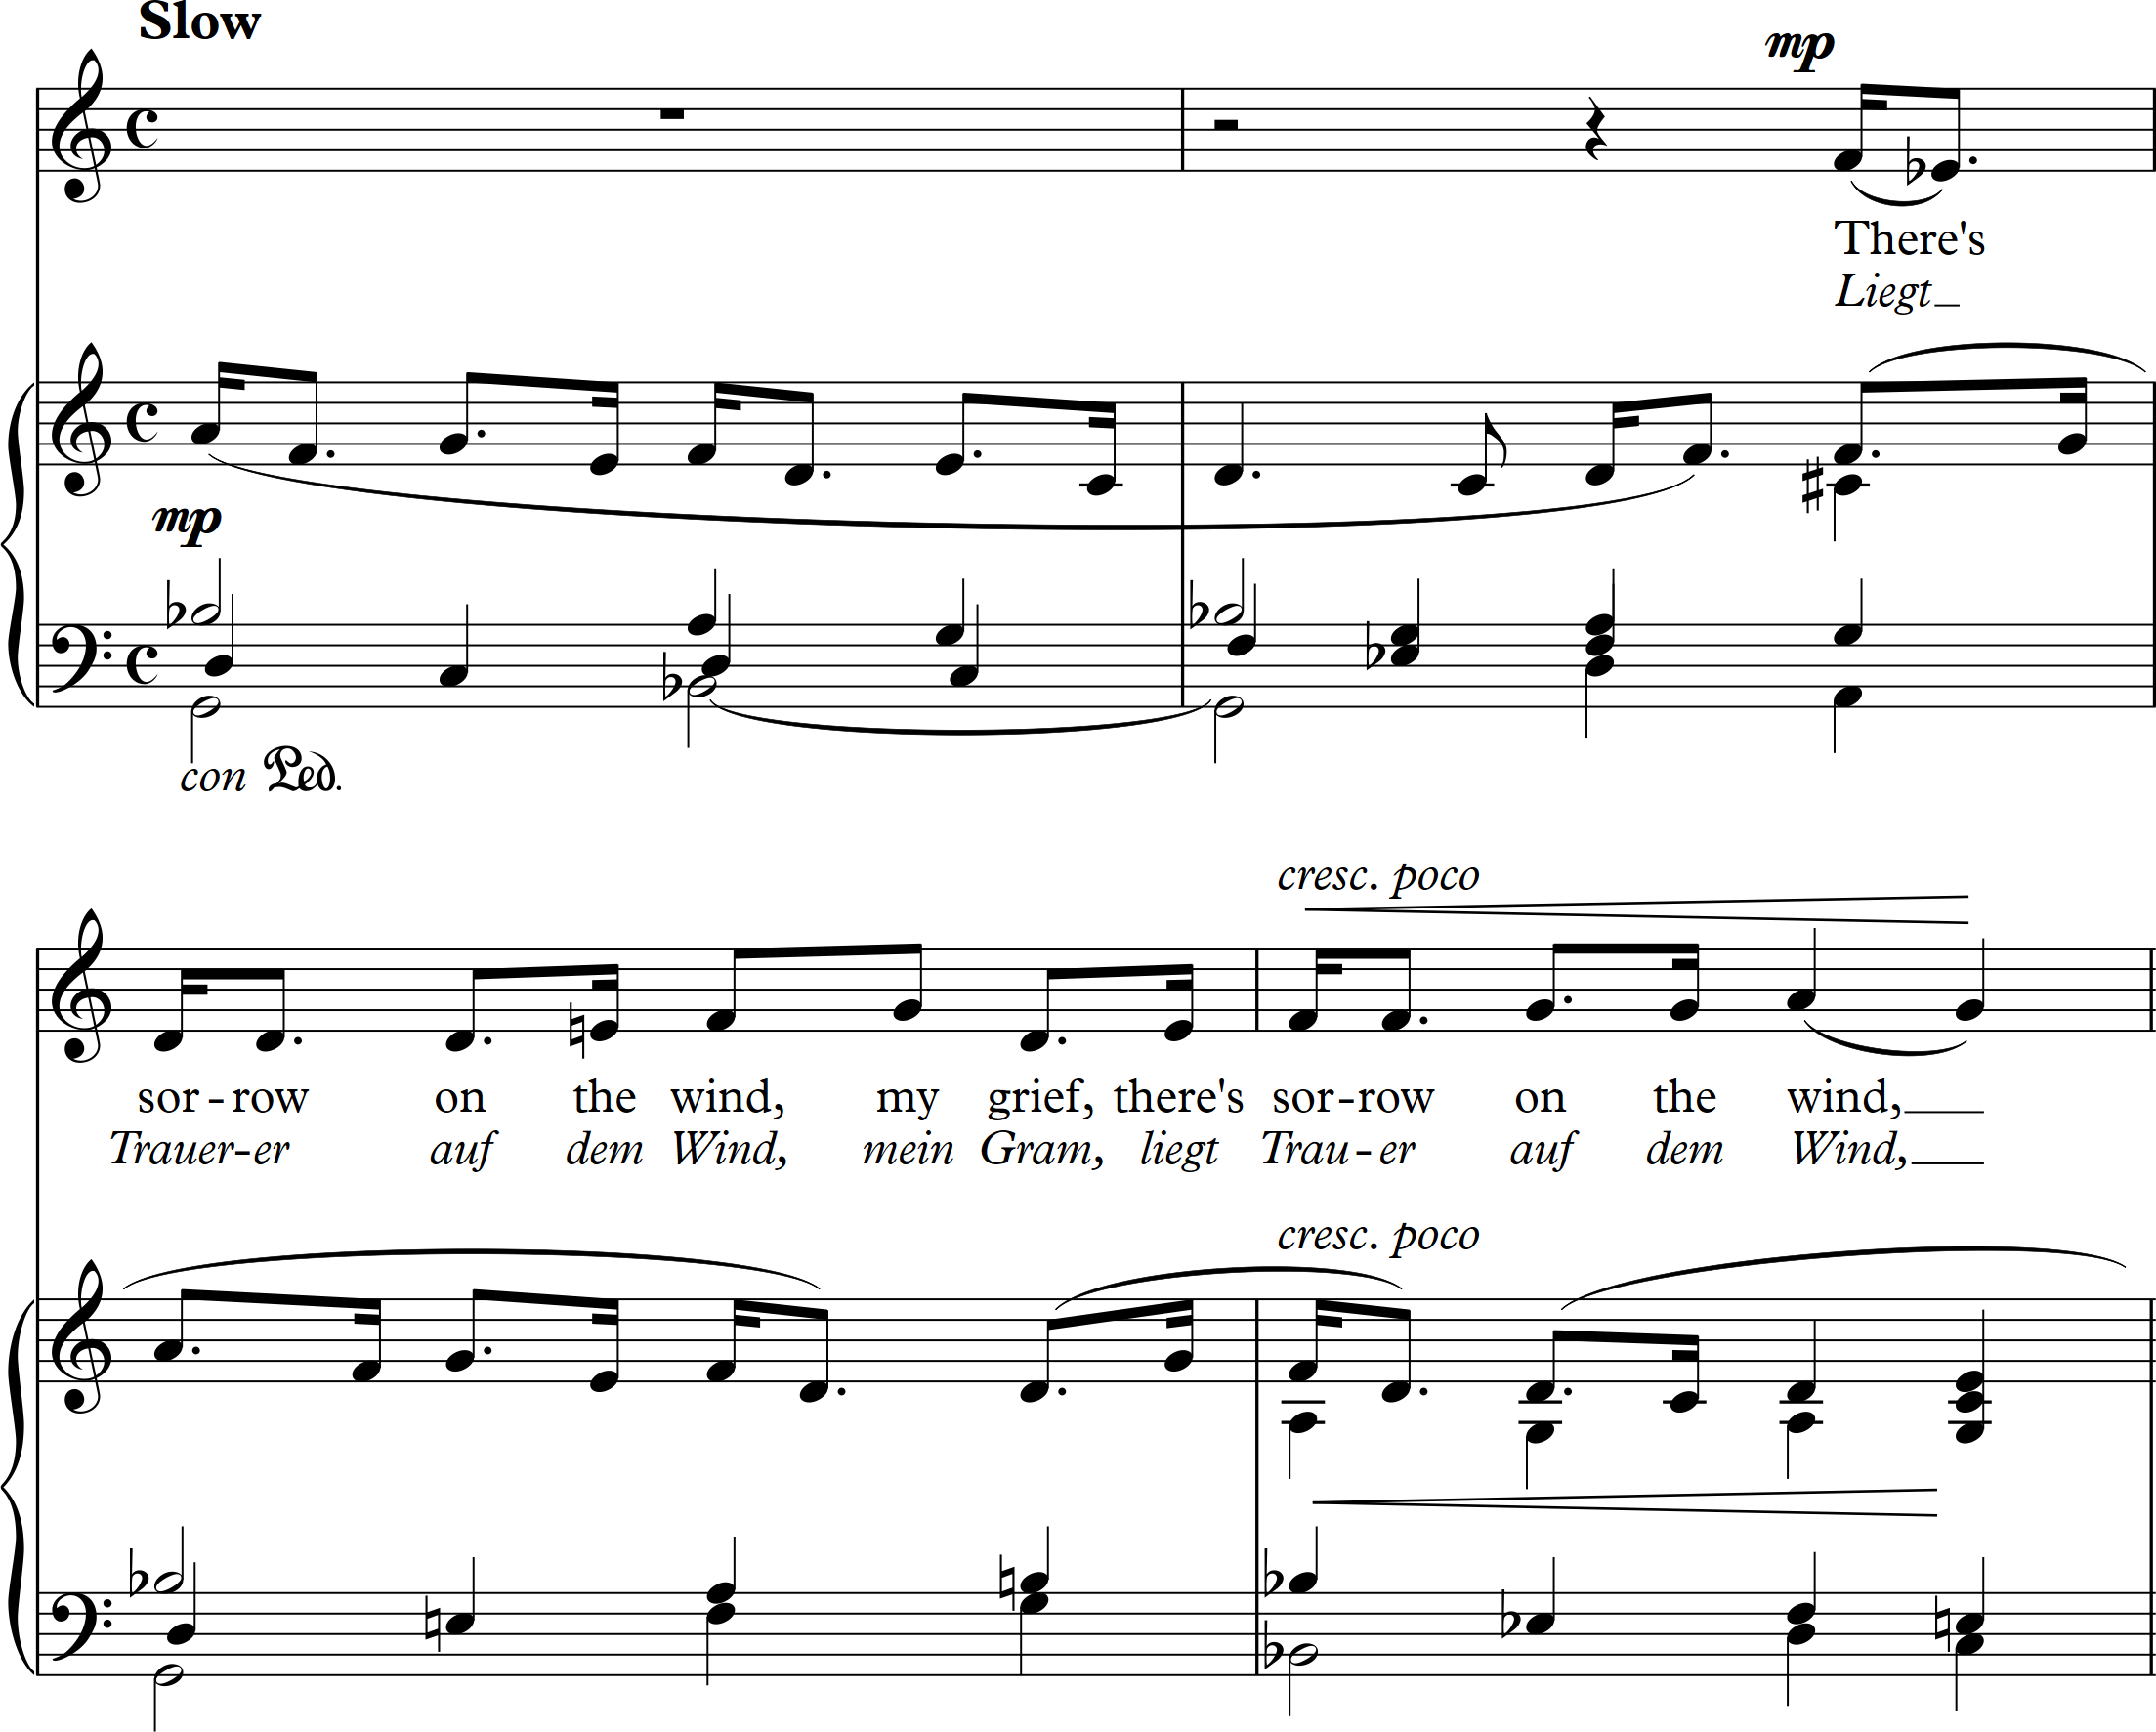 Slow
mp
There's
Liegt
mp
con Ped.
cresc. poco
sor-row on the wind, my grief, there's sor-row on the wind,
Trauer-er auf dem Wind, mein Gram, liegt Trau-er auf dem Wind,
cresc. poco